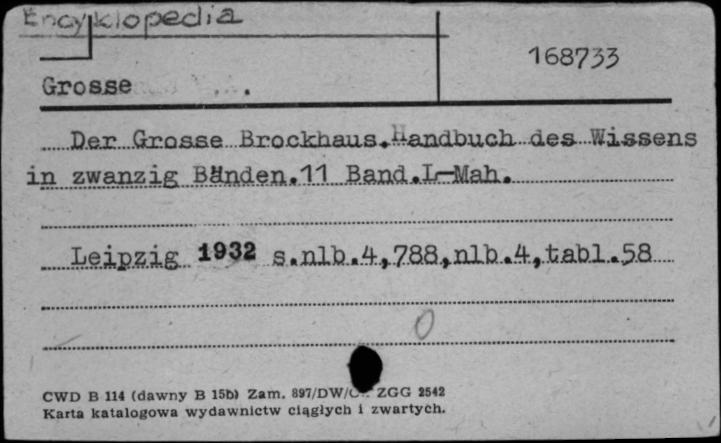 Encyklopedia
168733
Grosse
Der Grosse Brockhaus.Handbuch des Wissens
in zwanzig Bänden.11 Band.L-Mah.
Leipzig 1932 s.nlb.4,788,nlb.4,tabl.58
0
CWD B 114 (dawny B 15b) Zam. 897/DW/ ZGG 2542
Karta katalogowa wydawnictw ciągłych i zwartych.